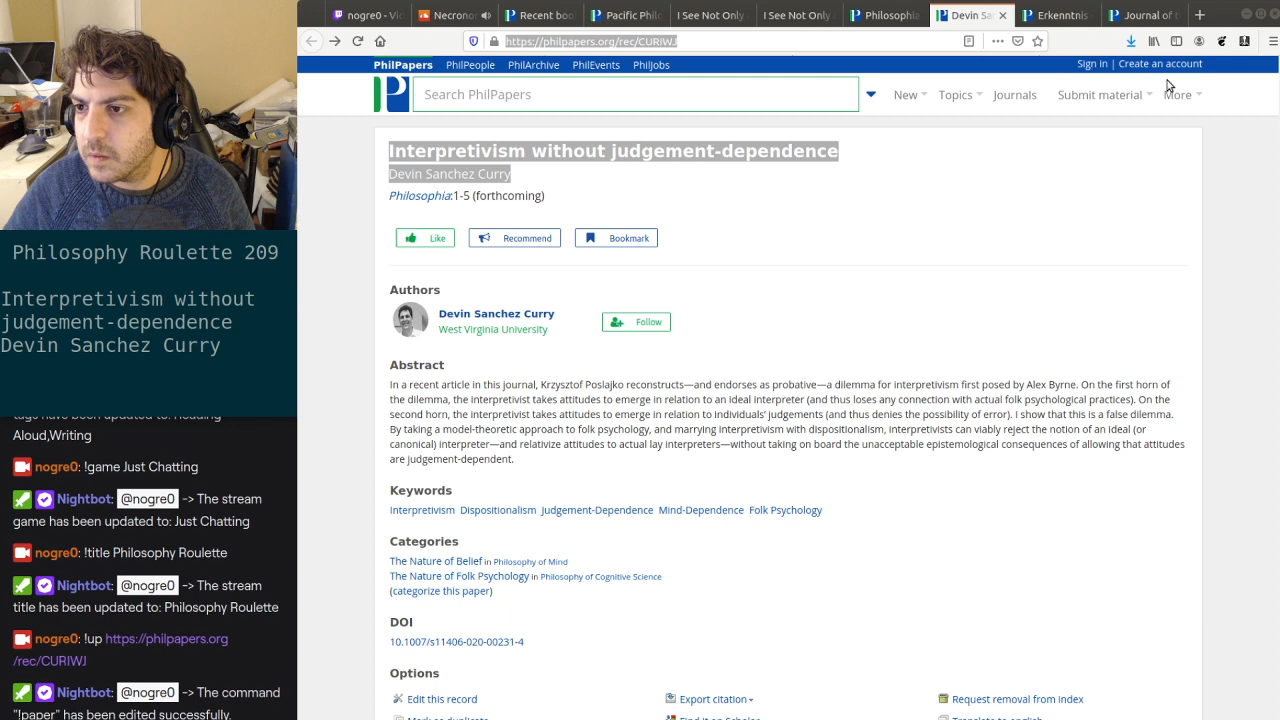 nogre0 - Vic
Necrono
Recent boo
Pacific Phil
I See Not Only
I See Not Only
Philosophia
Devin San
Erkenntnis
Journal of t
https://philpapers.org/rec/CURIWJ
PhilPapers PhilPeople PhilArchive PhilEvents PhilJobs
Sign in | Create an account
Search PhilPapers
New Topics Journals Submit material More
Interpretivism without judgement-dependence
Devin Sanchez Curry
Philosophia:1-5 (forthcoming)
Like Recommend Bookmark
Authors
Devin Sanchez Curry
West Virginia University
Follow
Abstract
In a recent article in this journal, Krzysztof Poslajko reconstructs—and endorses as probative—a dilemma for interpretivism first posed by Alex Byrne. On the first horn of
the dilemma, the interpretivist takes attitudes to emerge in relation to an ideal interpreter (and thus loses any connection with actual folk psychological practices). On the
second horn, the interpretivist takes attitudes to emerge in relation to individuals' judgements (and thus denies the possibility of error). I show that this is a false dilemma.
By taking a model-theoretic approach to folk psychology, and marrying interpretivism with dispositionalism, interpretivists can viably reject the notion of an ideal (or
canonical) interpreter—and relativize attitudes to actual lay interpreters—without taking on board the unacceptable epistemological consequences of allowing that attitudes
are judgement-dependent.
Keywords
Interpretivism Dispositionalism Judgement-Dependence Mind-Dependence Folk Psychology
Categories
The Nature of Belief in Philosophy of Mind
The Nature of Folk Psychology in Philosophy of Cognitive Science
(categorize this paper)
DOI
10.1007/s11406-020-00231-4
Options
Edit this record
Export citation
Request removal from index
Philosophy Roulette 209
Interpretivism without
judgement-dependence
Devin Sanchez Curry
tags have been updated to: Reading
Aloud,Writing
nogre0: !game Just Chatting
Nightbot: @nogre0 -> The stream
game has been updated to: Just Chatting
nogre0: !title Philosophy Roulette
Nightbot: @nogre0 -> The stream
title has been updated to: Philosophy Roulette
nogre0: !up https://philpapers.org
/rec/CURIWJ
Nightbot: @nogre0 -> The command
"!paper" has been edited successfully.